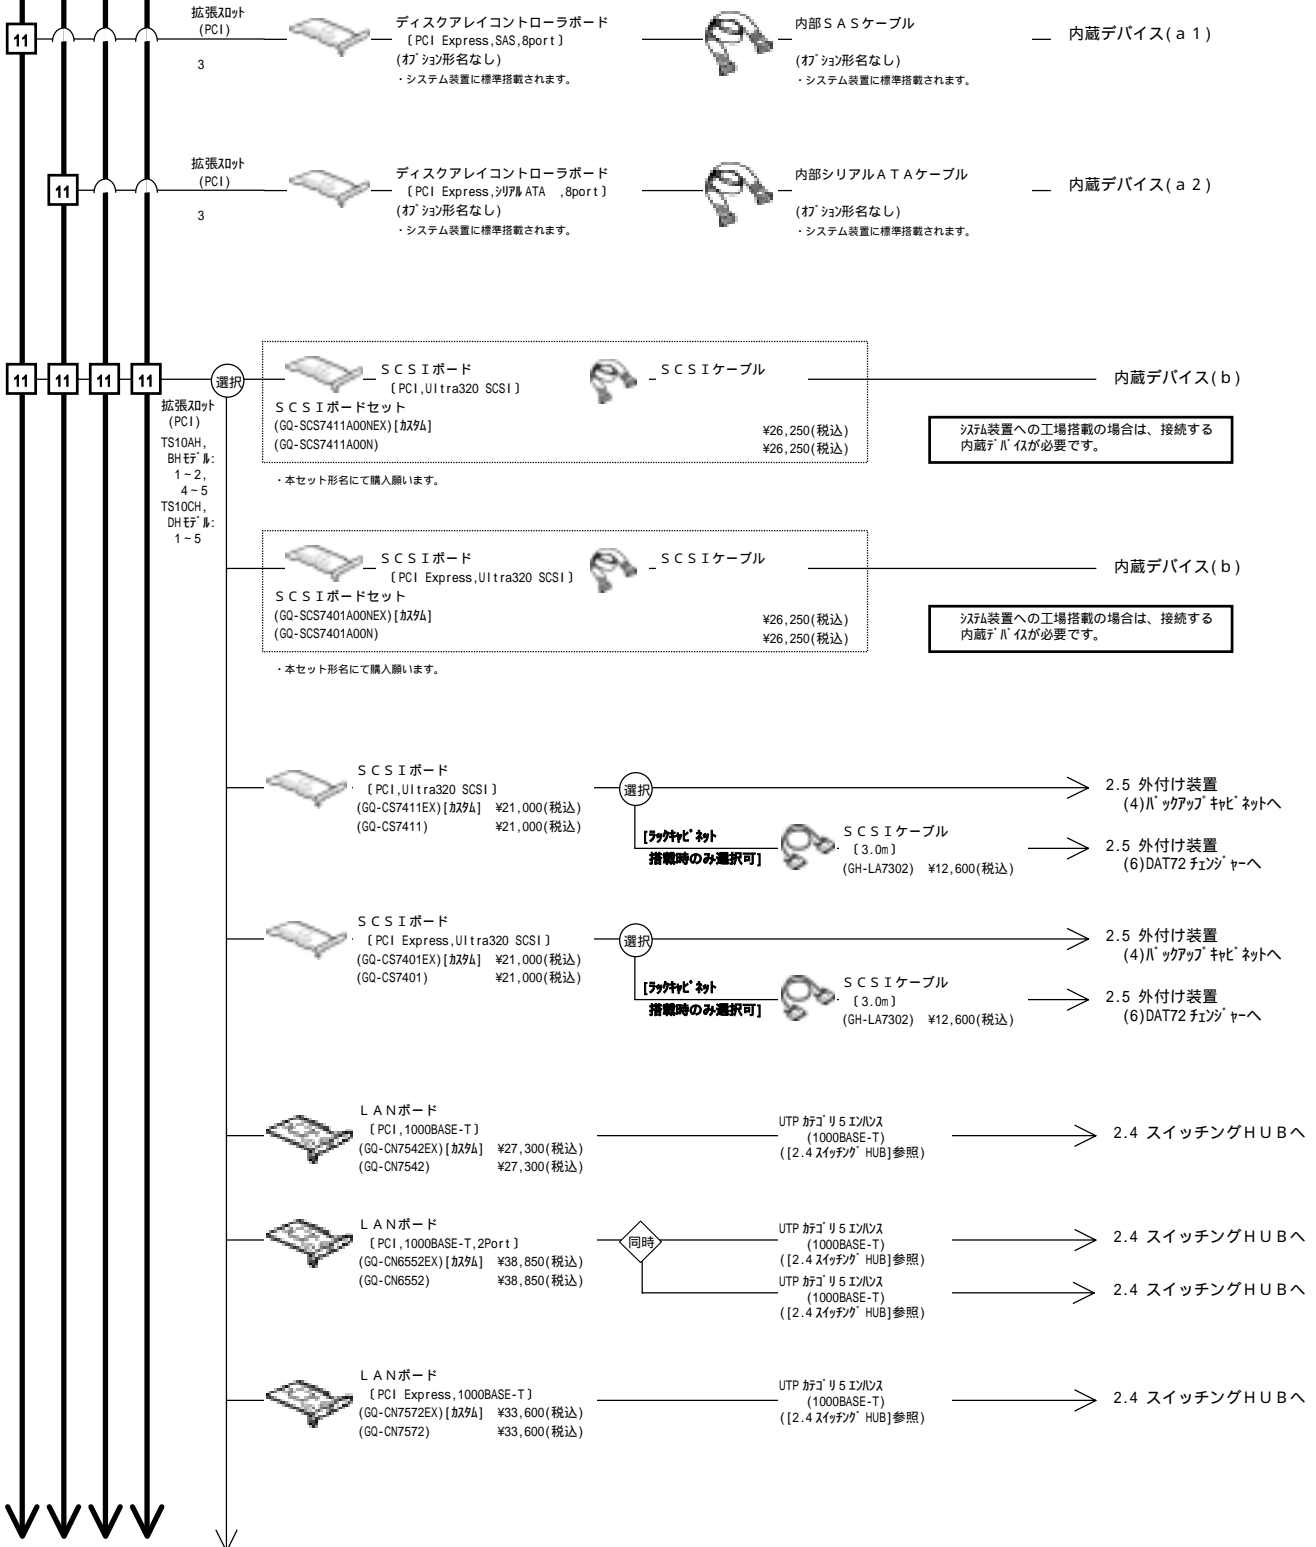 拡張スロット
(PCI)
3
11
ディスクアレイコントローラボード
〔PCI Express,SAS,8port〕
(オプション形名なし)
・システム装置に標準搭載されます。
内部ＳＡＳケーブル
(オプション形名なし)
・システム装置に標準搭載されます。
内蔵デバイス(ａ１)
拡張スロット
(PCI)
3
11
ディスクアレイコントローラボード
〔PCI Express,シリアルATA ,8port〕
(オプション形名なし)
・システム装置に標準搭載されます。
内部シリアルＡＴＡケーブル
(オプション形名なし)
・システム装置に標準搭載されます。
内蔵デバイス(ａ２)
11 11 11 11
選択
拡張スロット
(PCI)
TS10AH,
BHモデル:
1~2,
4~5
TS10CH,
DHモデル:
1~5
ＳＣＳＩボード
〔PCI,Ultra320 SCSI〕
ＳＣＳＩケーブル
ＳＣＳＩボードセット
(GQ-SCS7411A00NEX)[カスタム] ¥26,250(税込)
(GQ-SCS7411A00N) ¥26,250(税込)
・本セット形名にて購入願います。
内蔵デバイス(ｂ)
システム装置への工場搭載の場合は、接続する
内蔵デバイスが必要です。
ＳＣＳＩボード
〔PCI Express,Ultra320 SCSI〕
ＳＣＳＩケーブル
ＳＣＳＩボードセット
(GQ-SCS7401A00NEX)[カスタム] ¥26,250(税込)
(GQ-SCS7401A00N) ¥26,250(税込)
・本セット形名にて購入願います。
内蔵デバイス(ｂ)
システム装置への工場搭載の場合は、接続する
内蔵デバイスが必要です。
ＳＣＳＩボード
〔PCI,Ultra320 SCSI〕
(GQ-CS7411EX)[カスタム] ¥21,000(税込)
(GQ-CS7411) ¥21,000(税込)
選択
2.5 外付け装置
(4)バックアップキャビネットへ
[ラックキャビネット
搭載時のみ選択可]
ＳＣＳＩケーブル
〔3.0m〕
(GH-LA7302) ¥12,600(税込)
2.5 外付け装置
(6)DAT72チェンジャーへ
ＳＣＳＩボード
〔PCI Express,Ultra320 SCSI〕
(GQ-CS7401EX)[カスタム] ¥21,000(税込)
(GQ-CS7401) ¥21,000(税込)
選択
2.5 外付け装置
(4)バックアップキャビネットへ
[ラックキャビネット
搭載時のみ選択可]
ＳＣＳＩケーブル
〔3.0m〕
(GH-LA7302) ¥12,600(税込)
2.5 外付け装置
(6)DAT72チェンジャーへ
ＬＡＮボード
〔PCI,1000BASE-T〕
(GQ-CN7542EX)[カスタム] ¥27,300(税込)
(GQ-CN7542) ¥27,300(税込)
UTP カテゴリ5エンハンス
(1000BASE-T)
([2.4スイッチングHUB]参照)
2.4 スイッチングＨＵＢへ
ＬＡＮボード
〔PCI,1000BASE-T,2Port〕
(GQ-CN6552EX)[カスタム] ¥38,850(税込)
(GQ-CN6552) ¥38,850(税込)
同時
UTP カテゴリ5エンハンス
(1000BASE-T)
([2.4スイッチングHUB]参照)
2.4 スイッチングＨＵＢへ
UTP カテゴリ5エンハンス
(1000BASE-T)
([2.4スイッチングHUB]参照)
2.4 スイッチングＨＵＢへ
ＬＡＮボード
〔PCI Express,1000BASE-T〕
(GQ-CN7572EX)[カスタム] ¥33,600(税込)
(GQ-CN7572) ¥33,600(税込)
UTP カテゴリ5エンハンス
(1000BASE-T)
([2.4スイッチングHUB]参照)
2.4 スイッチングＨＵＢへ